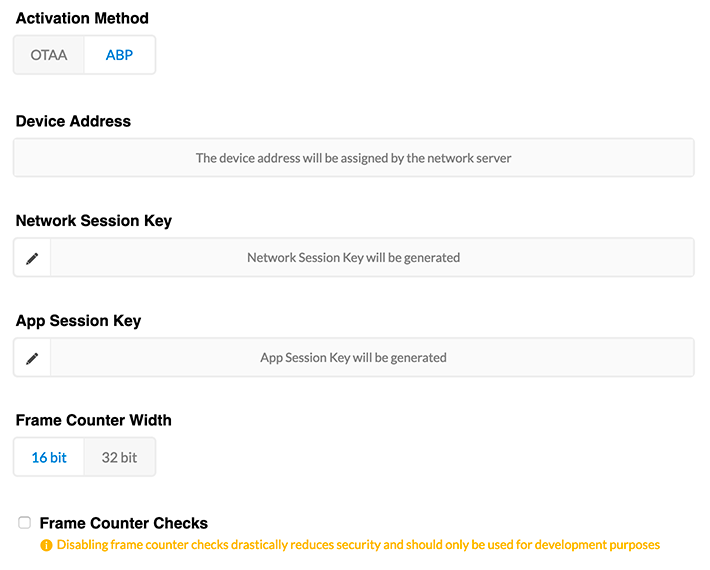 Activation Method
OTAA ABP
Device Address
The device address will be assigned by the network server
Network Session Key
Network Session Key will be generated
App Session Key
App Session Key will be generated
Frame Counter Width
16 bit 32 bit
Frame Counter Checks
Disabling frame counter checks drastically reduces security and should only be used for development purposes